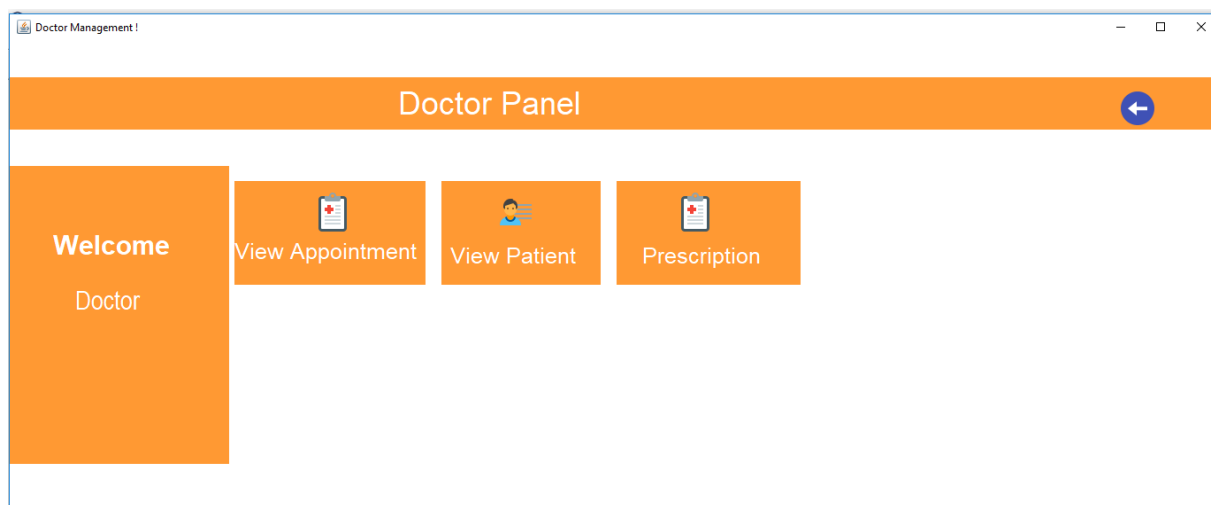 Doctor Management !
Doctor Panel
Welcome
Doctor
View Appointment
View Patient
Prescription